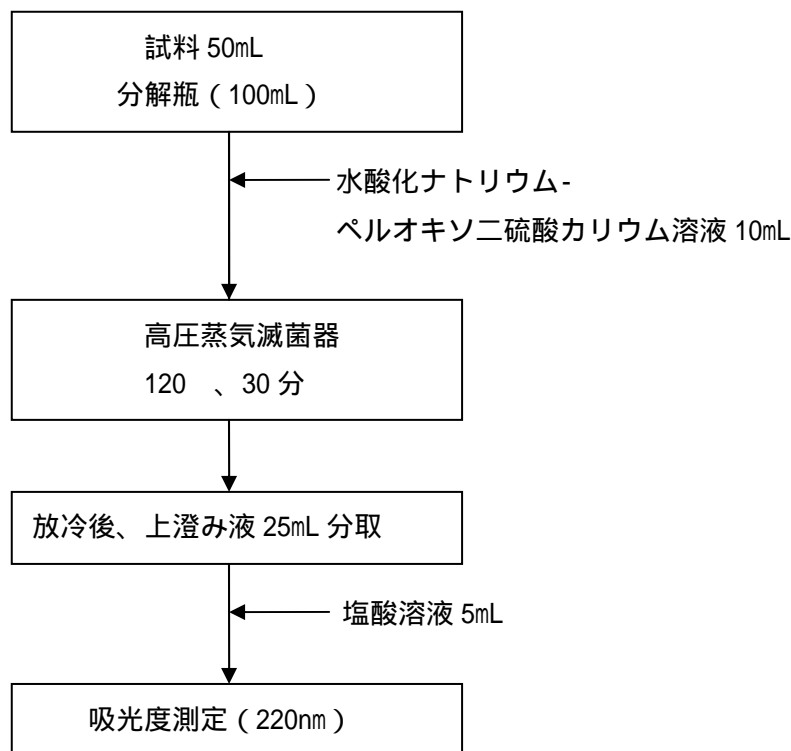 試料 50㎖
分解瓶（100㎖）
水酸化ナトリウム-
ペルオキソ二硫酸カリウム溶液 10㎖
高圧蒸気滅菌器
120　、30 分
放冷後、上澄み液 25㎖ 分取
塩酸溶液 5㎖
吸光度測定（220㎚）